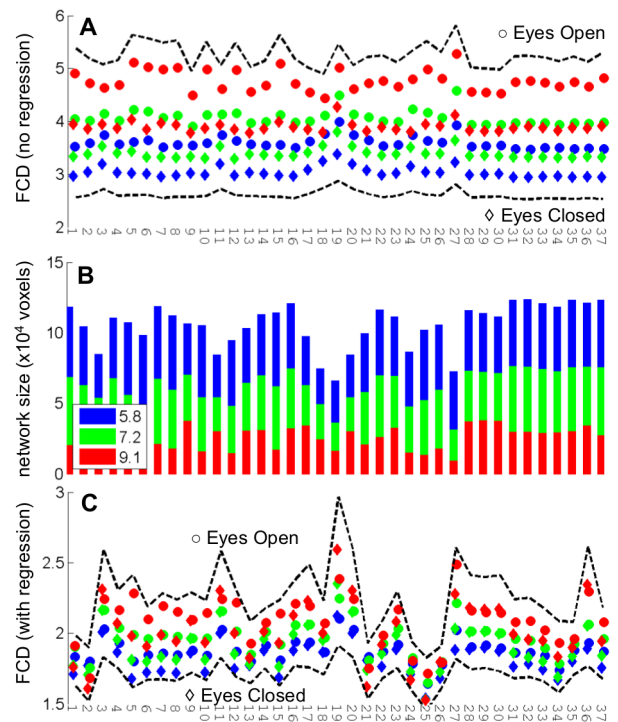 A
6
○ Eyes Open
5
4
FCD (no regression)
3
◊ Eyes Closed
2
1 2 3 4 5 6 7 8 9 10 11 12 13 14 15 16 17 18 19 20 21 22 23 24 25 26 27 28 29 30 31 32 33 34 35 36 37
B
15
10
network size (x10⁴ voxels)
5
5.8
7.2
9.1
0
C
3
○ Eyes Open
2.5
FCD (with regression)
2
◊ Eyes Closed
1.5
1 2 3 4 5 6 7 8 9 10 11 12 13 14 15 16 17 18 19 20 21 22 23 24 25 26 27 28 29 30 31 32 33 34 35 36 37